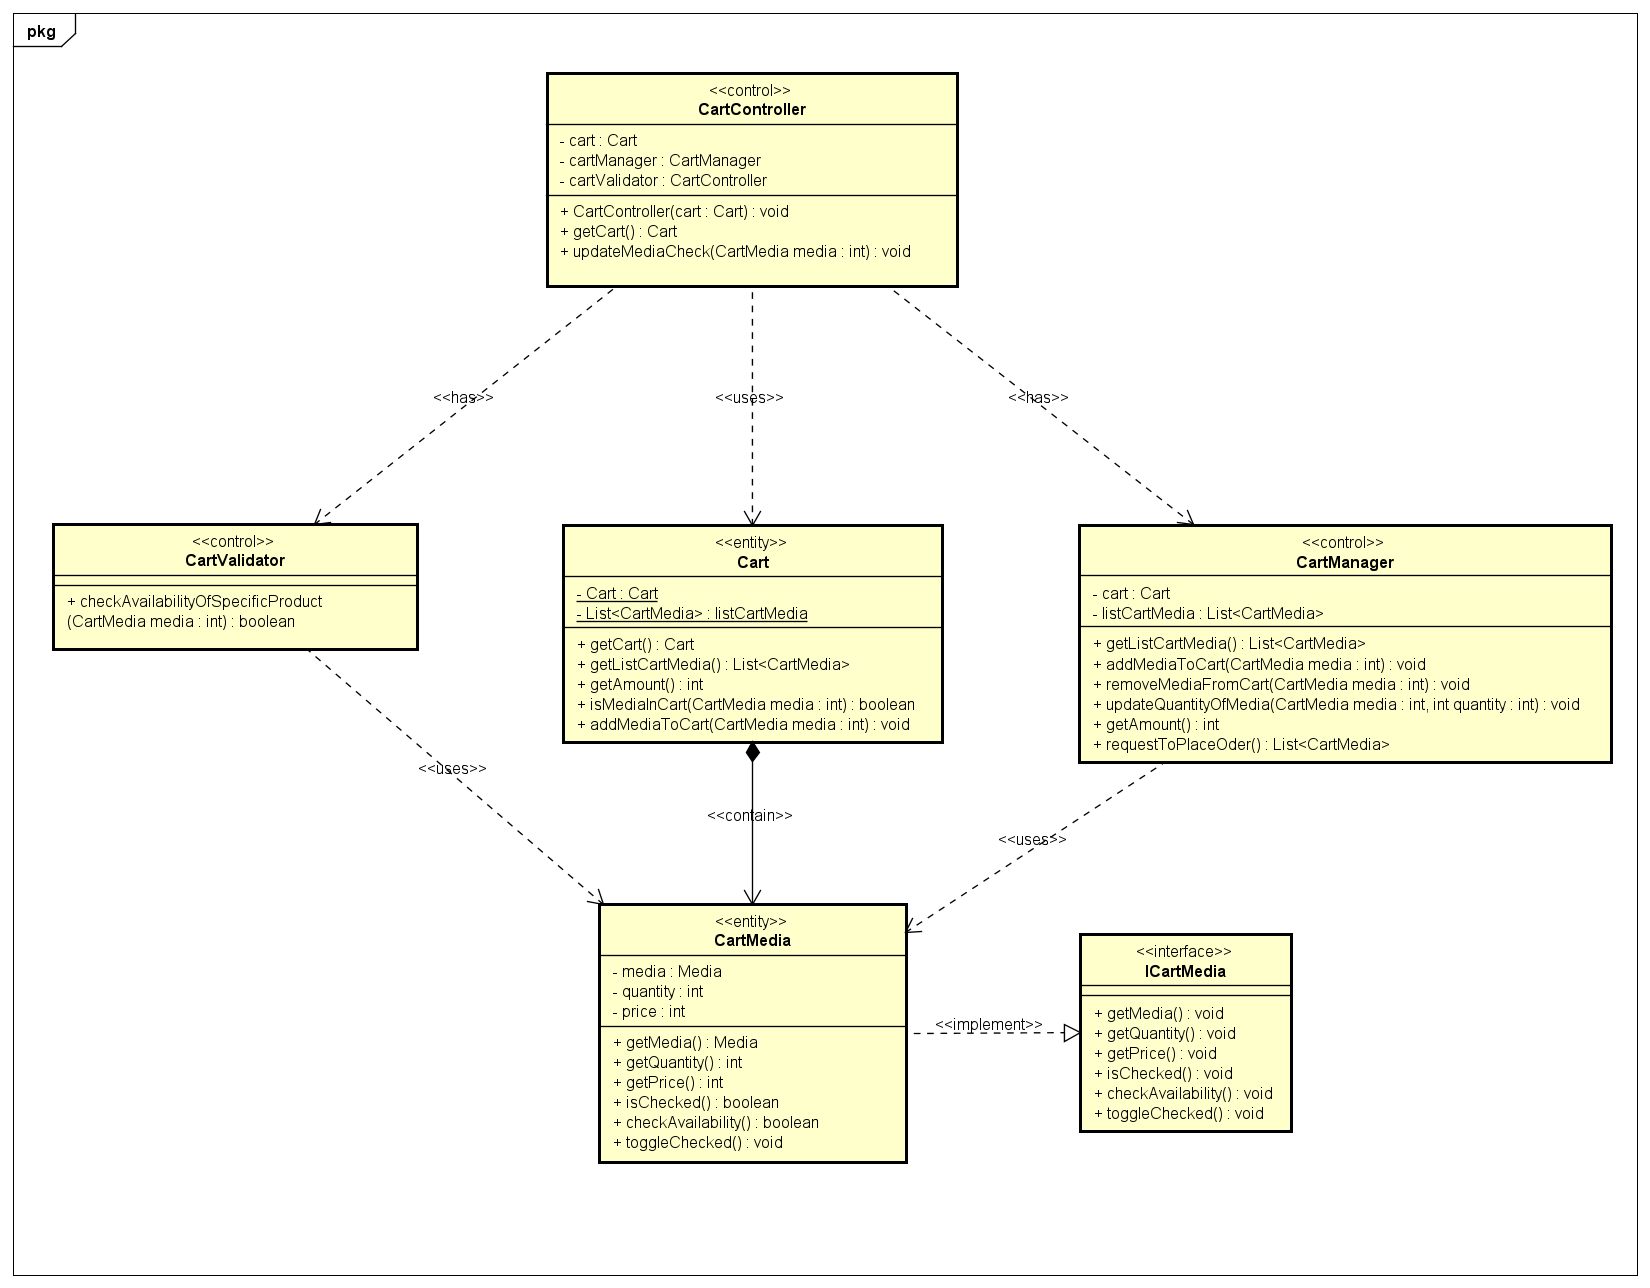 pkg
<<control>>
CartController
- cart : Cart
- cartManager : CartManager
- cartValidator : CartController
+ CartController(cart : Cart) : void
+ getCart() : Cart
+ updateMediaCheck(CartMedia media : int) : void
<<has>>
<<uses>>
<<has>>
<<control>>
CartValidator
+ checkAvailabilityOfSpecificProduct
(CartMedia media : int) : boolean
<<entity>>
Cart
- Cart : Cart
- List<CartMedia> : listCartMedia
+ getCart() : Cart
+ getListCartMedia() : List<CartMedia>
+ getAmount() : int
+ isMediaInCart(CartMedia media : int) : boolean
+ addMediaToCart(CartMedia media : int) : void
<<control>>
CartManager
- cart : Cart
- listCartMedia : List<CartMedia>
+ getListCartMedia() : List<CartMedia>
+ addMediaToCart(CartMedia media : int) : void
+ removeMediaFromCart(CartMedia media : int) : void
+ updateQuantityOfMedia(CartMedia media : int, int quantity : int) : void
+ getAmount() : int
+ requestToPlaceOder() : List<CartMedia>
<<uses>>
<<contain>>
<<uses>>
<<entity>>
CartMedia
- media : Media
- quantity : int
- price : int
+ getMedia() : Media
+ getQuantity() : int
+ getPrice() : int
+ isChecked() : boolean
+ checkAvailability() : boolean
+ toggleChecked() : void
<<implement>>
<<interface>>
ICartMedia
+ getMedia() : void
+ getQuantity() : void
+ getPrice() : void
+ isChecked() : void
+ checkAvailability() : void
+ toggleChecked() : void